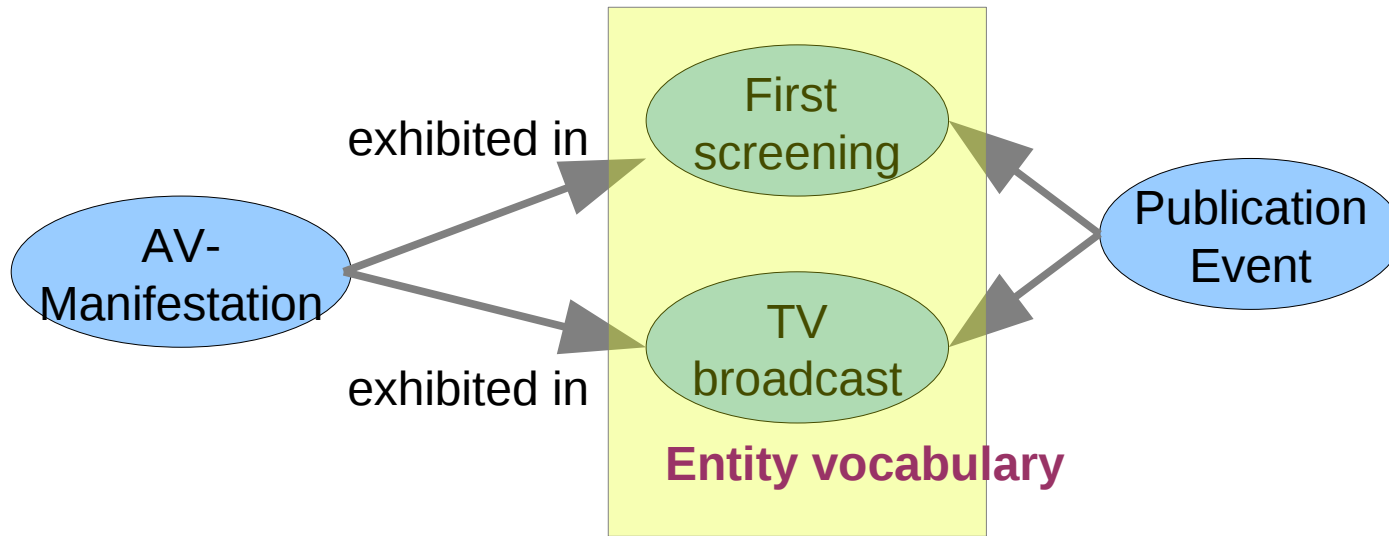 First
screening
exhibited in
AV-
Manifestation
Publication
Event
TV
broadcast
exhibited in
Entity vocabulary